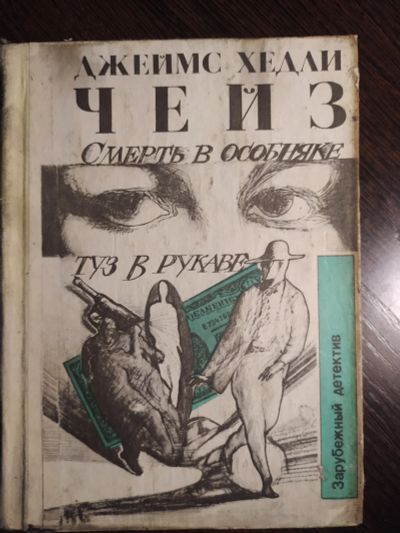 ДЖЕЙМС ХЕДЛИ
ЧЕЙЗ
СМЕРТЬ В ОСОБНЯКЕ
ТУЗ В РУКАВЕ
Зарубежный детектив